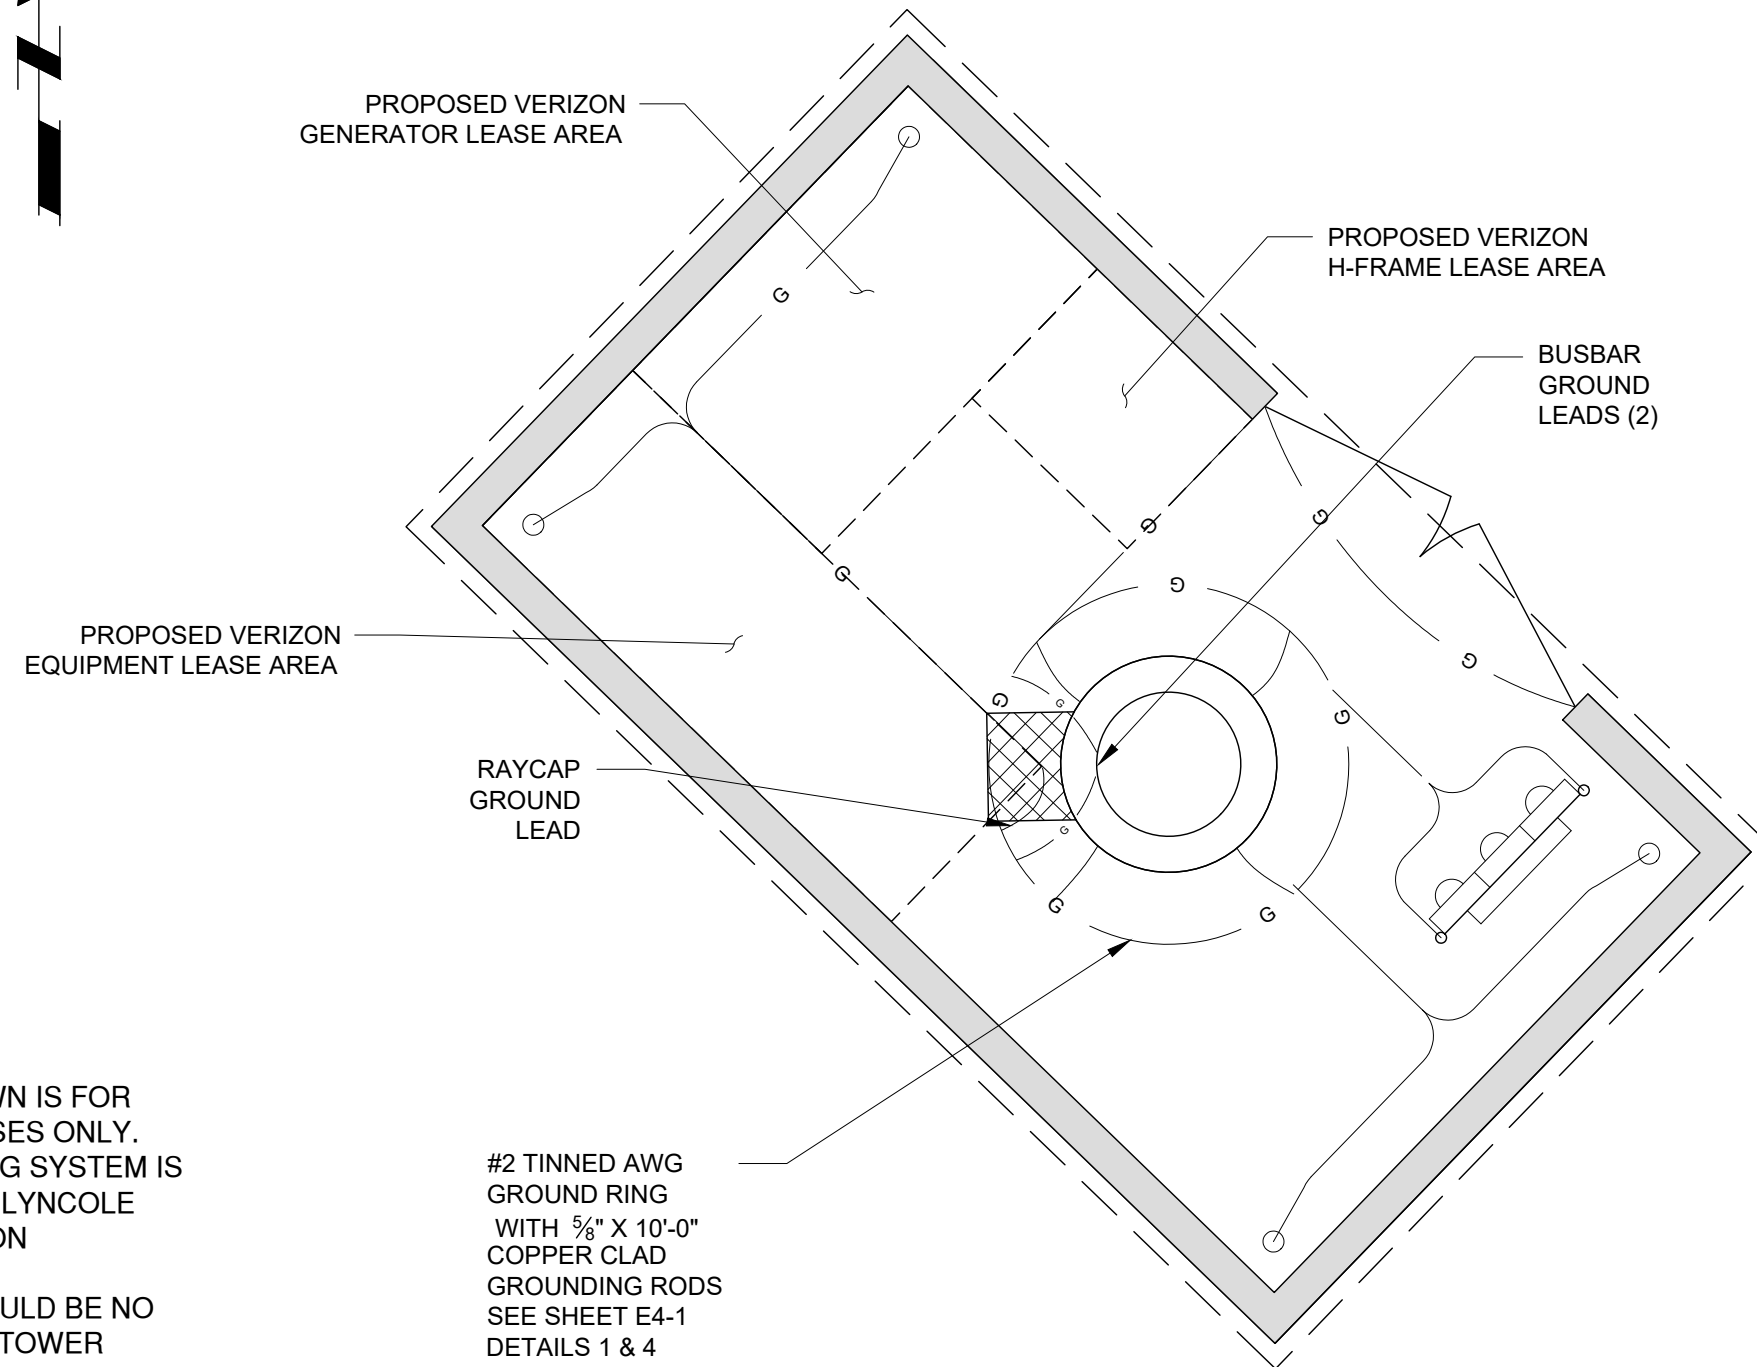 PROPOSED VERIZON
GENERATOR LEASE AREA
PROPOSED VERIZON
H-FRAME LEASE AREA
BUSBAR
GROUND
LEADS (2)
G
G
G
G
G
G
PROPOSED VERIZON
EQUIPMENT LEASE AREA
G
G
G
RAYCAP
GROUND
LEAD
G
G
G
WN IS FOR
SES ONLY.
G SYSTEM IS
LYNCOLE
ON
ULD BE NO
TOWER
#2 TINNED AWG
GROUND RING
WITH ⅝" X 10'-0"
COPPER CLAD
GROUNDING RODS
SEE SHEET E4-1
DETAILS 1 & 4